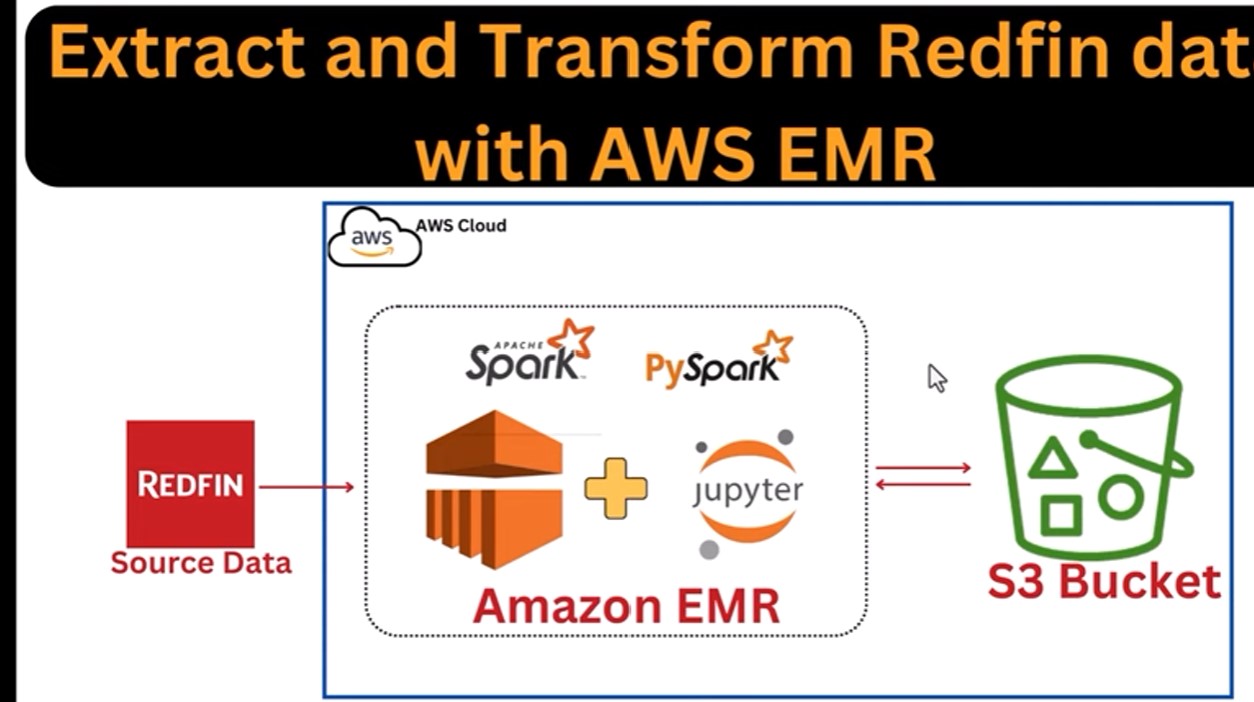 Extract and Transform Redfin dat
with AWS EMR
aws
AWS Cloud
APACHE
Spark
PySpark
REDFIN
jupyter
Source Data
Amazon EMR
S3 Bucket